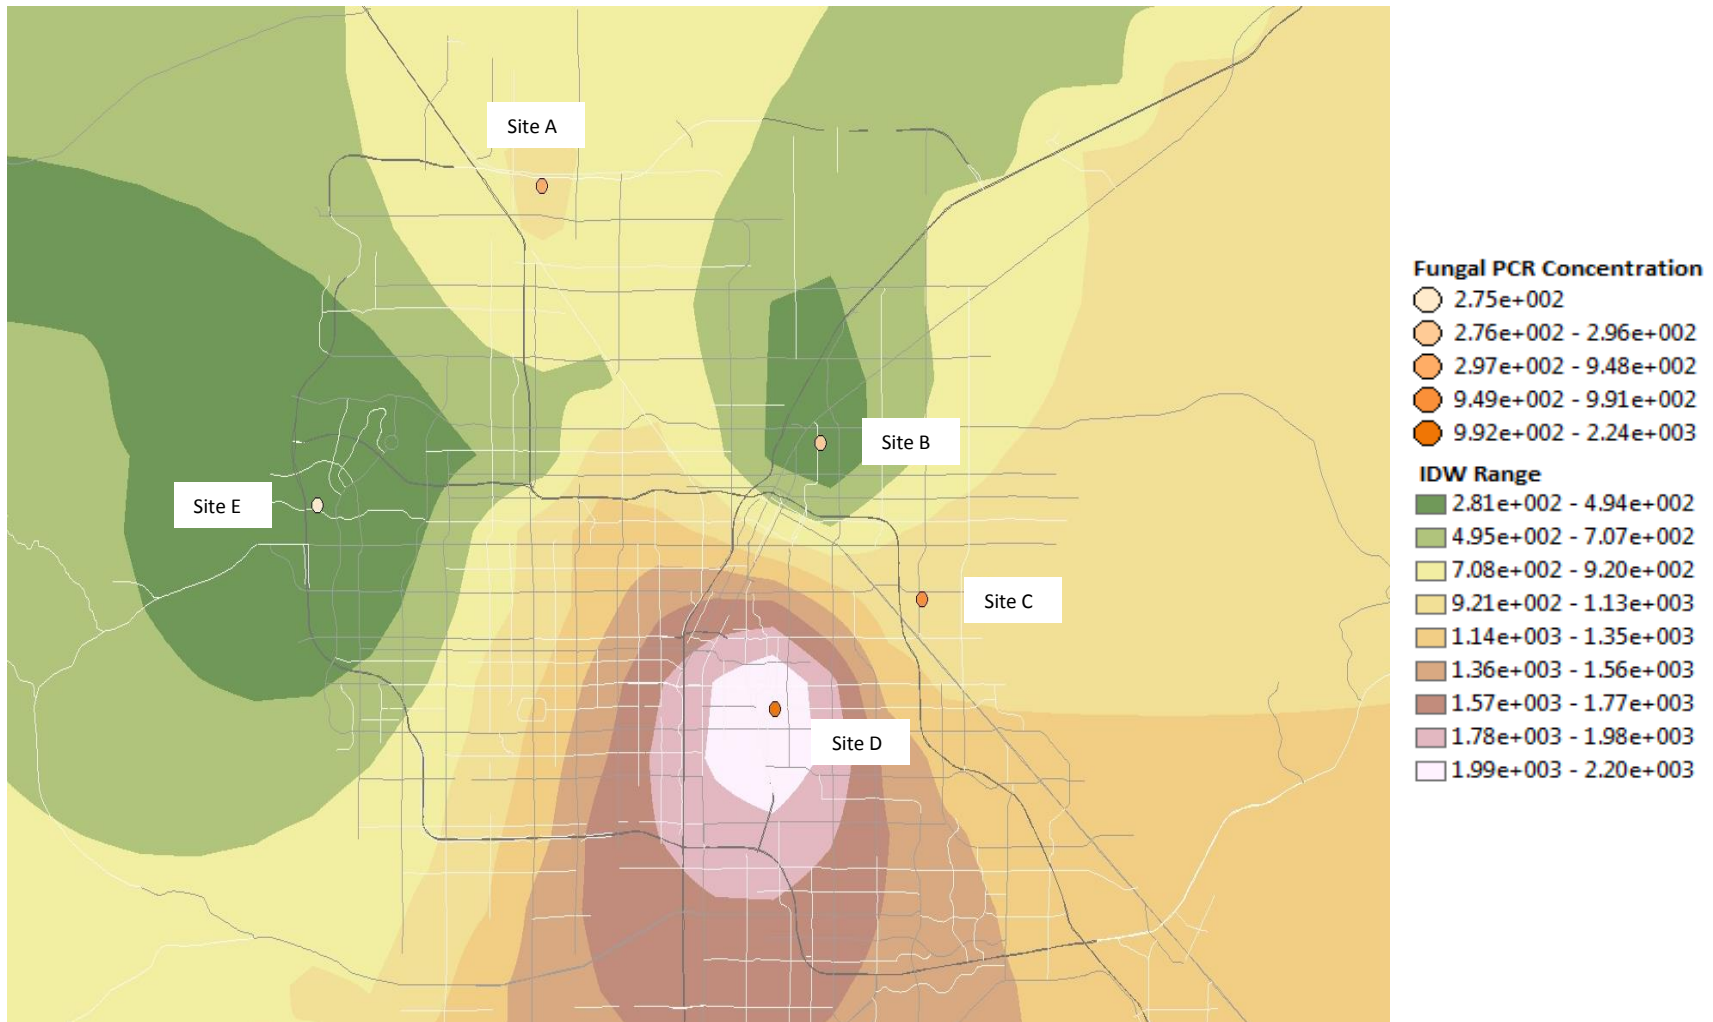 Site A
Site B
Site E
Site C
Site D
Fungal PCR Concentration
2.75e+002
2.76e+002 - 2.96e+002
2.97e+002 - 9.48e+002
9.49e+002 - 9.91e+002
9.92e+002 - 2.24e+003
IDW Range
2.81e+002 - 4.94e+002
4.95e+002 - 7.07e+002
7.08e+002 - 9.20e+002
9.21e+002 - 1.13e+003
1.14e+003 - 1.35e+003
1.36e+003 - 1.56e+003
1.57e+003 - 1.77e+003
1.78e+003 - 1.98e+003
1.99e+003 - 2.20e+003